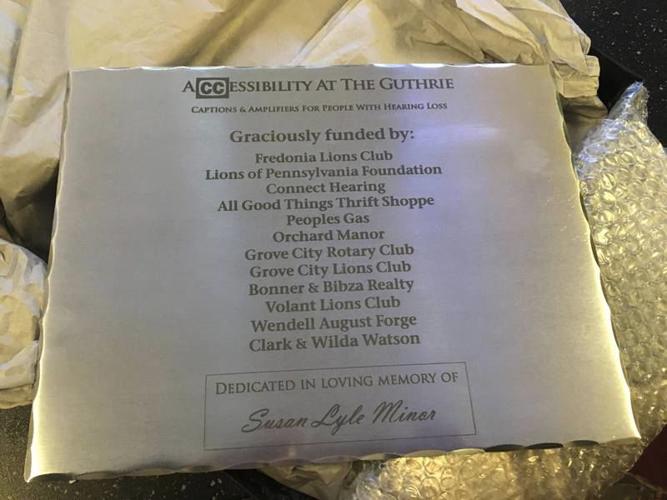 ACCESSIBILITY AT THE GUTHRIE
CAPTIONS & AMPLIFIERS FOR PEOPLE WITH HEARING LOSS
Graciously funded by:
Fredonia Lions Club
Lions of Pennsylvania Foundation
Connect Hearing
All Good Things Thrift Shoppe
Peoples Gas
Orchard Manor
Grove City Rotary Club
Grove City Lions Club
Bonner & Bibza Realty
Volant Lions Club
Wendell August Forge
Clark & Wilda Watson
DEDICATED IN LOVING MEMORY OF
Susan Lyle Minor